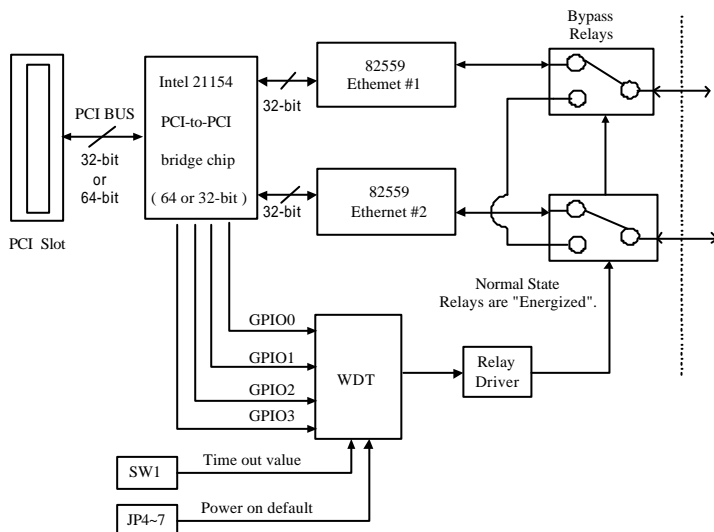 Bypass
Relays
82559
Ethemet #1
Intel 21154
PCI-to-PCI
bridge chip
( 64 or 32-bit )
32-bit
PCI BUS
32-bit
or
64-bit
PCI Slot
82559
Ethernet #2
32-bit
Normal State
Relays are "Energized".
GPIO0
GPIO1
GPIO2
GPIO3
WDT
Relay
Driver
SW1
Time out value
JP4~7
Power on default